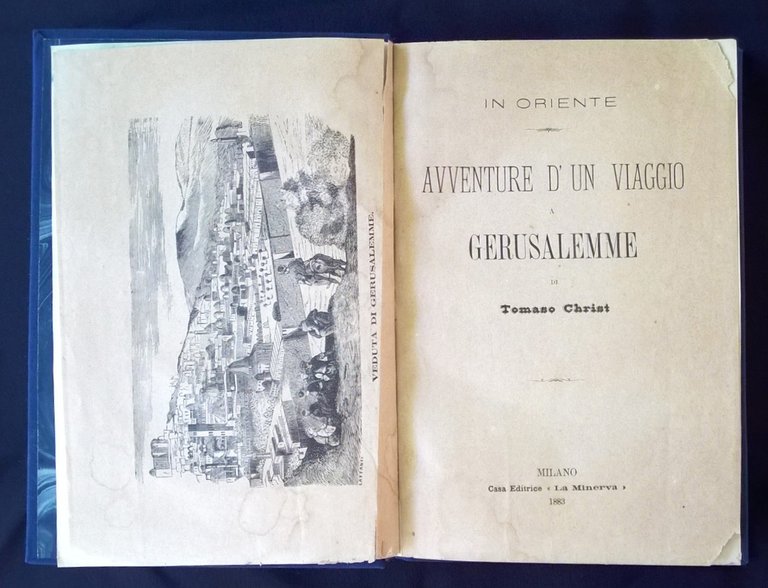 VEDUTA DI GERUSALEMME.
IN ORIENTE
AVVENTURE D'UN VIAGGIO
A
GERUSALEMME
DI
Tomaso Christ
MILANO
Casa Editrice « La Minerva »
1883